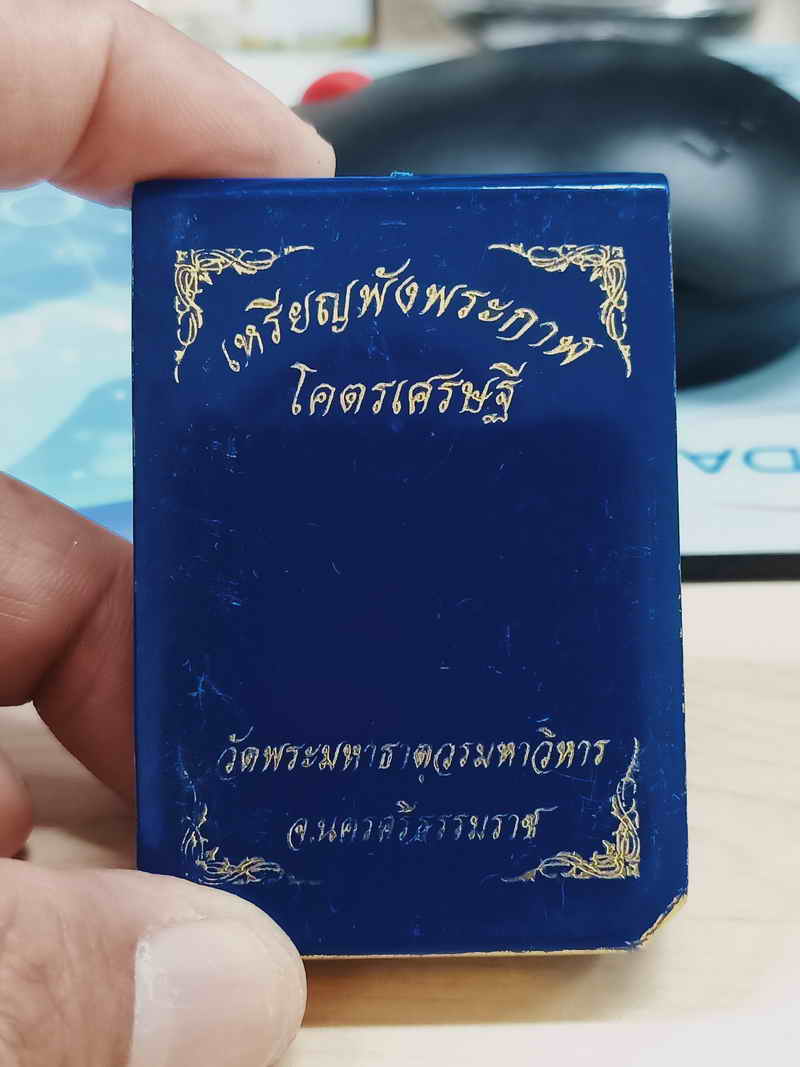 เหรียญพังพระกาฬ
โคตรเศรษฐี
วัดพระมหาธาตุวรมหาวิหาร
จ.นครศรีธรรมราช
DA